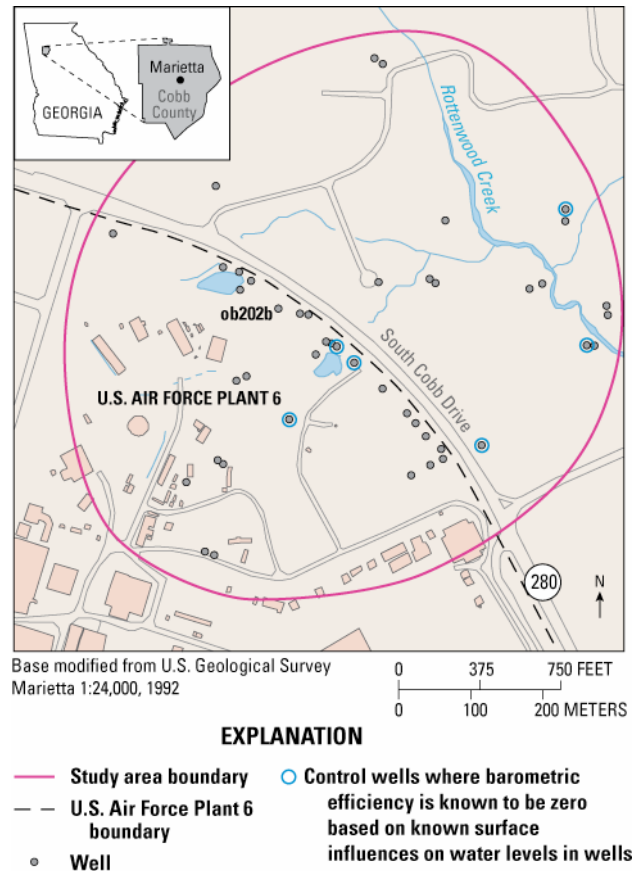 Marietta
Cobb
County
GEORGIA
Rottenwood Creek
ob202b
South Cobb Drive
U.S. AIR FORCE PLANT 6
280
N
Base modified from U.S. Geological Survey
Marietta 1:24,000, 1992
0 375 750 FEET
0 100 200 METERS
EXPLANATION
Study area boundary
U.S. Air Force Plant 6
boundary
Well
Control wells where barometric
efficiency is known to be zero
based on known surface
influences on water levels in wells